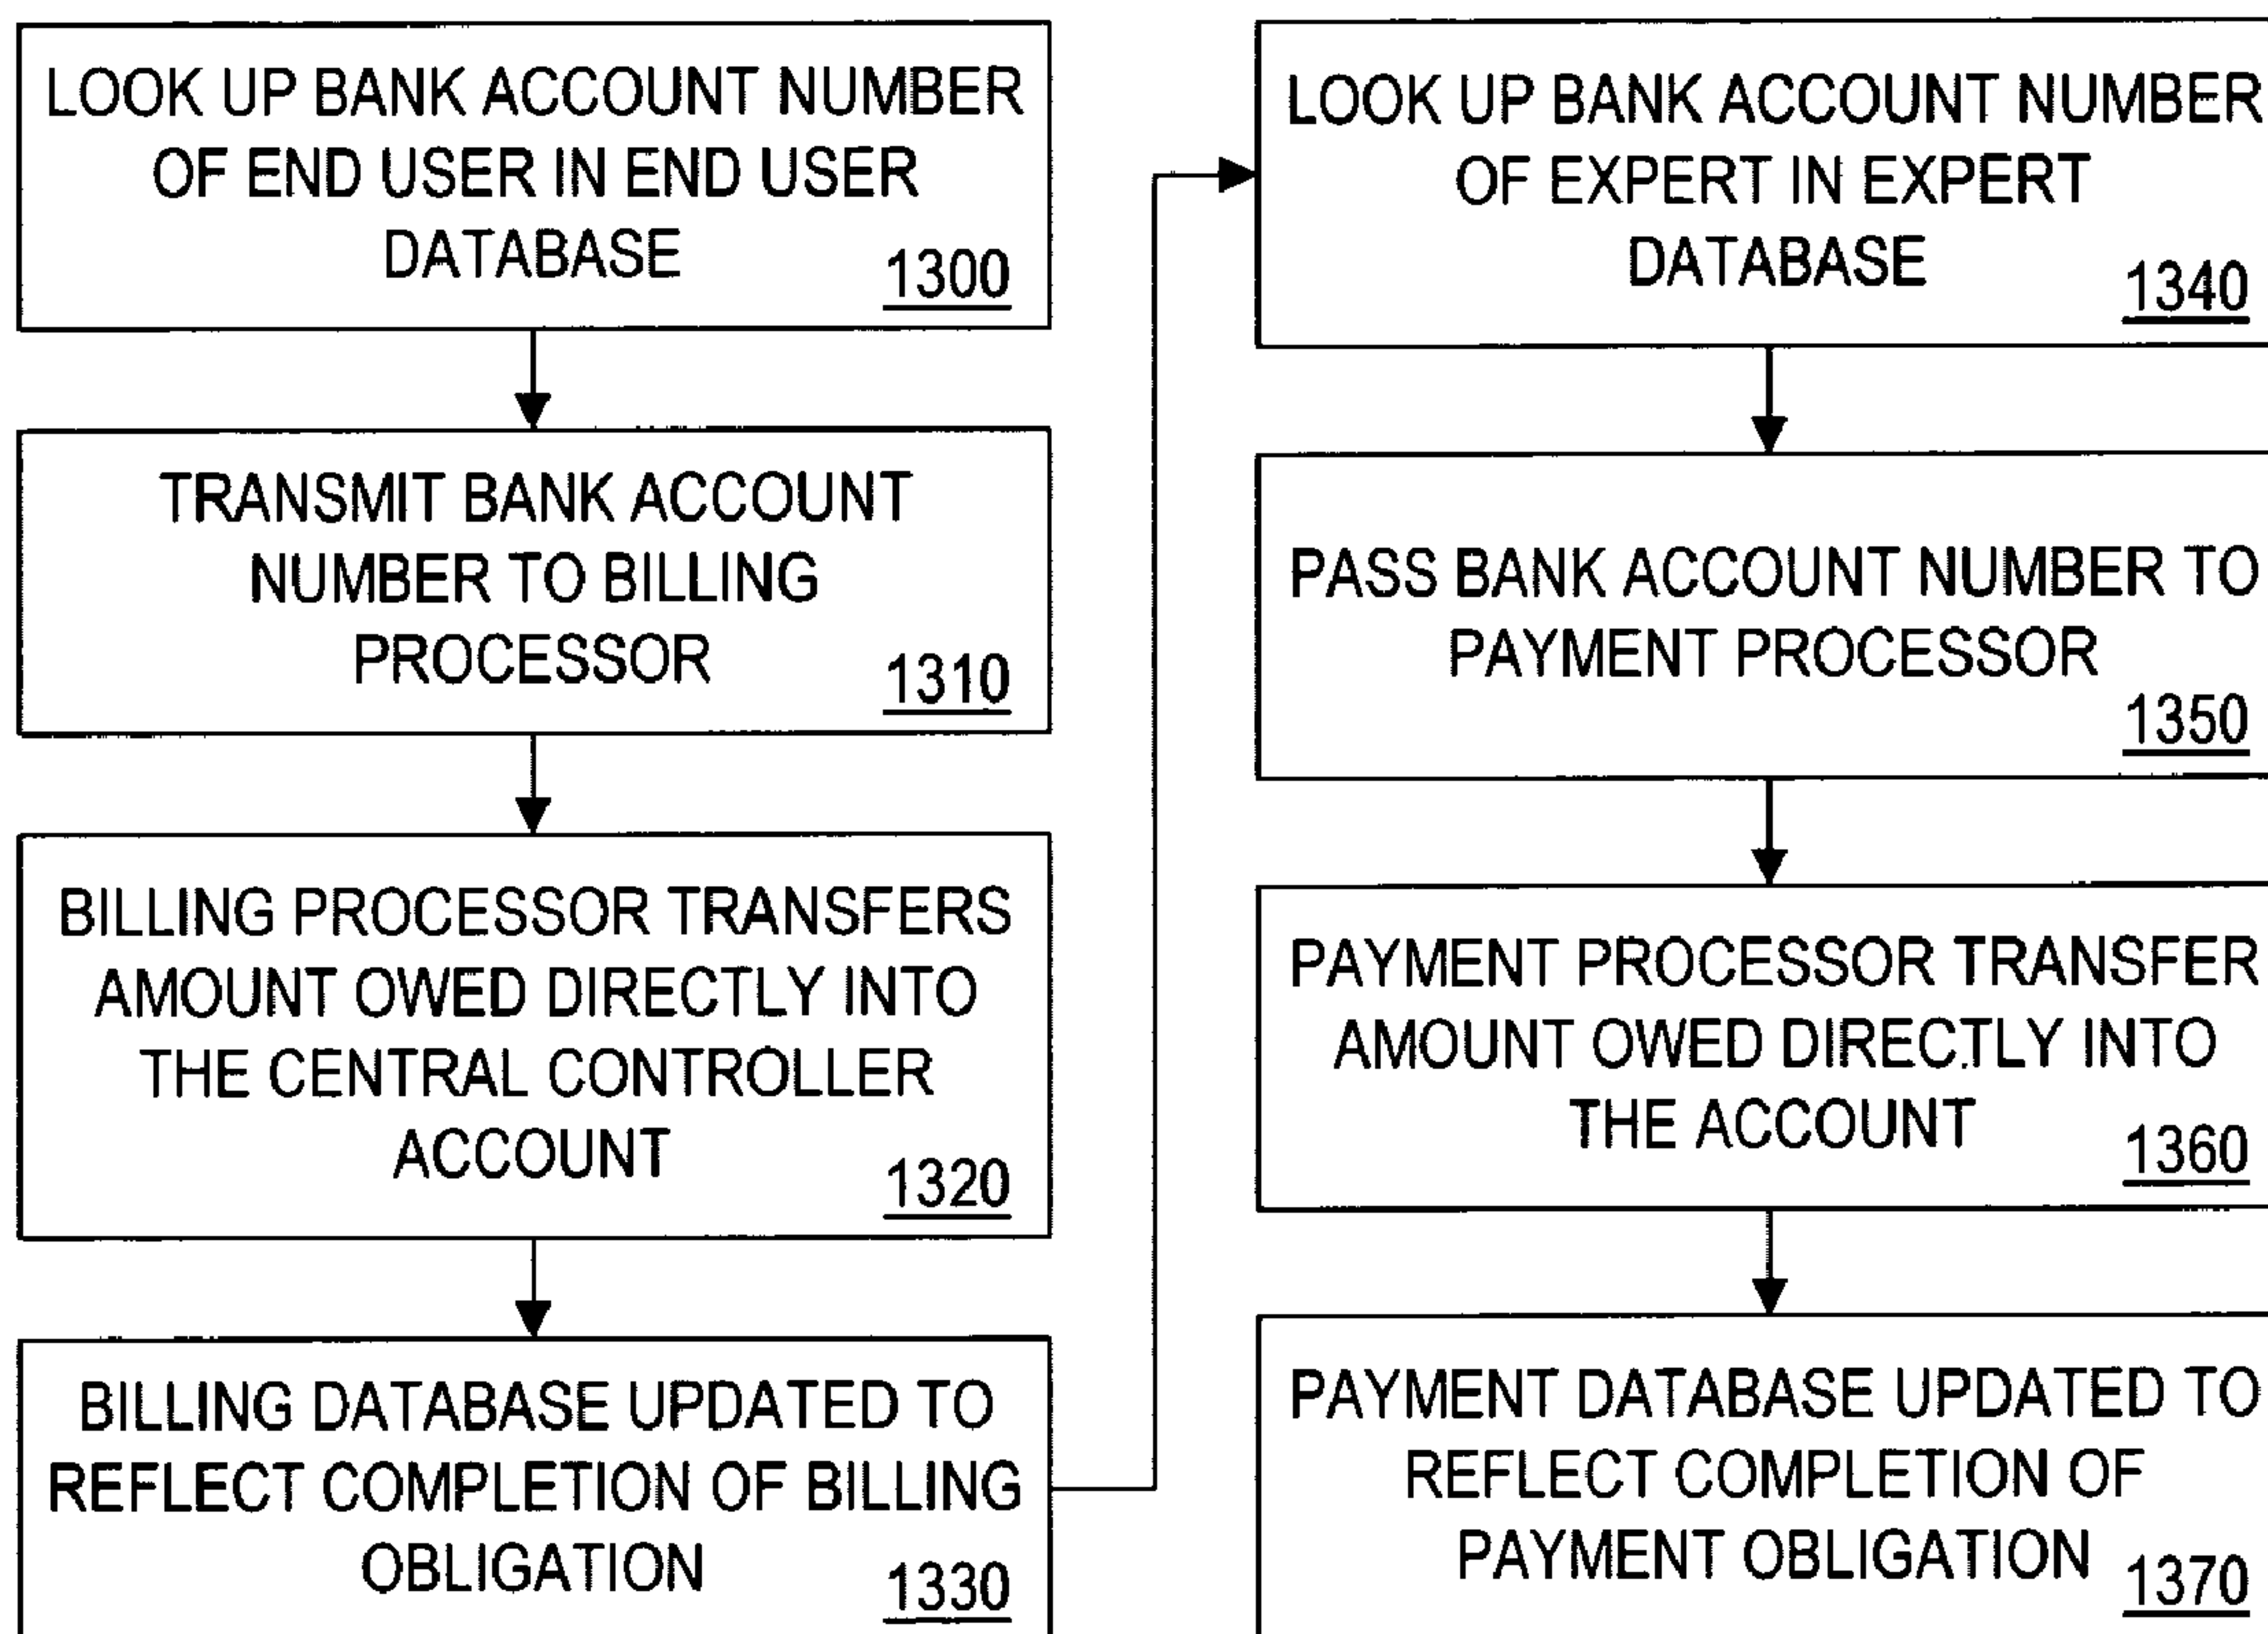 LOOK UP BANK ACCOUNT NUMBER
OF END USER IN END USER
DATABASE
1300
TRANSMIT BANK ACCOUNT
NUMBER TO BILLING
PROCESSOR
1310
BILLING PROCESSOR TRANSFERS
AMOUNT OWED DIRECTLY INTO
THE CENTRAL CONTROLLER
ACCOUNT
1320
BILLING DATABASE UPDATED TO
REFLECT COMPLETION OF BILLING
OBLIGATION
1330
LOOK UP BANK ACCOUNT NUMBER
OF EXPERT IN EXPERT
DATABASE
1340
PASS BANK ACCOUNT NUMBER TO
PAYMENT PROCESSOR
1350
PAYMENT PROCESSOR TRANSFER
AMOUNT OWED DIRECTLY INTO
THE ACCOUNT
1360
PAYMENT DATABASE UPDATED TO
REFLECT COMPLETION OF
PAYMENT OBLIGATION
1370